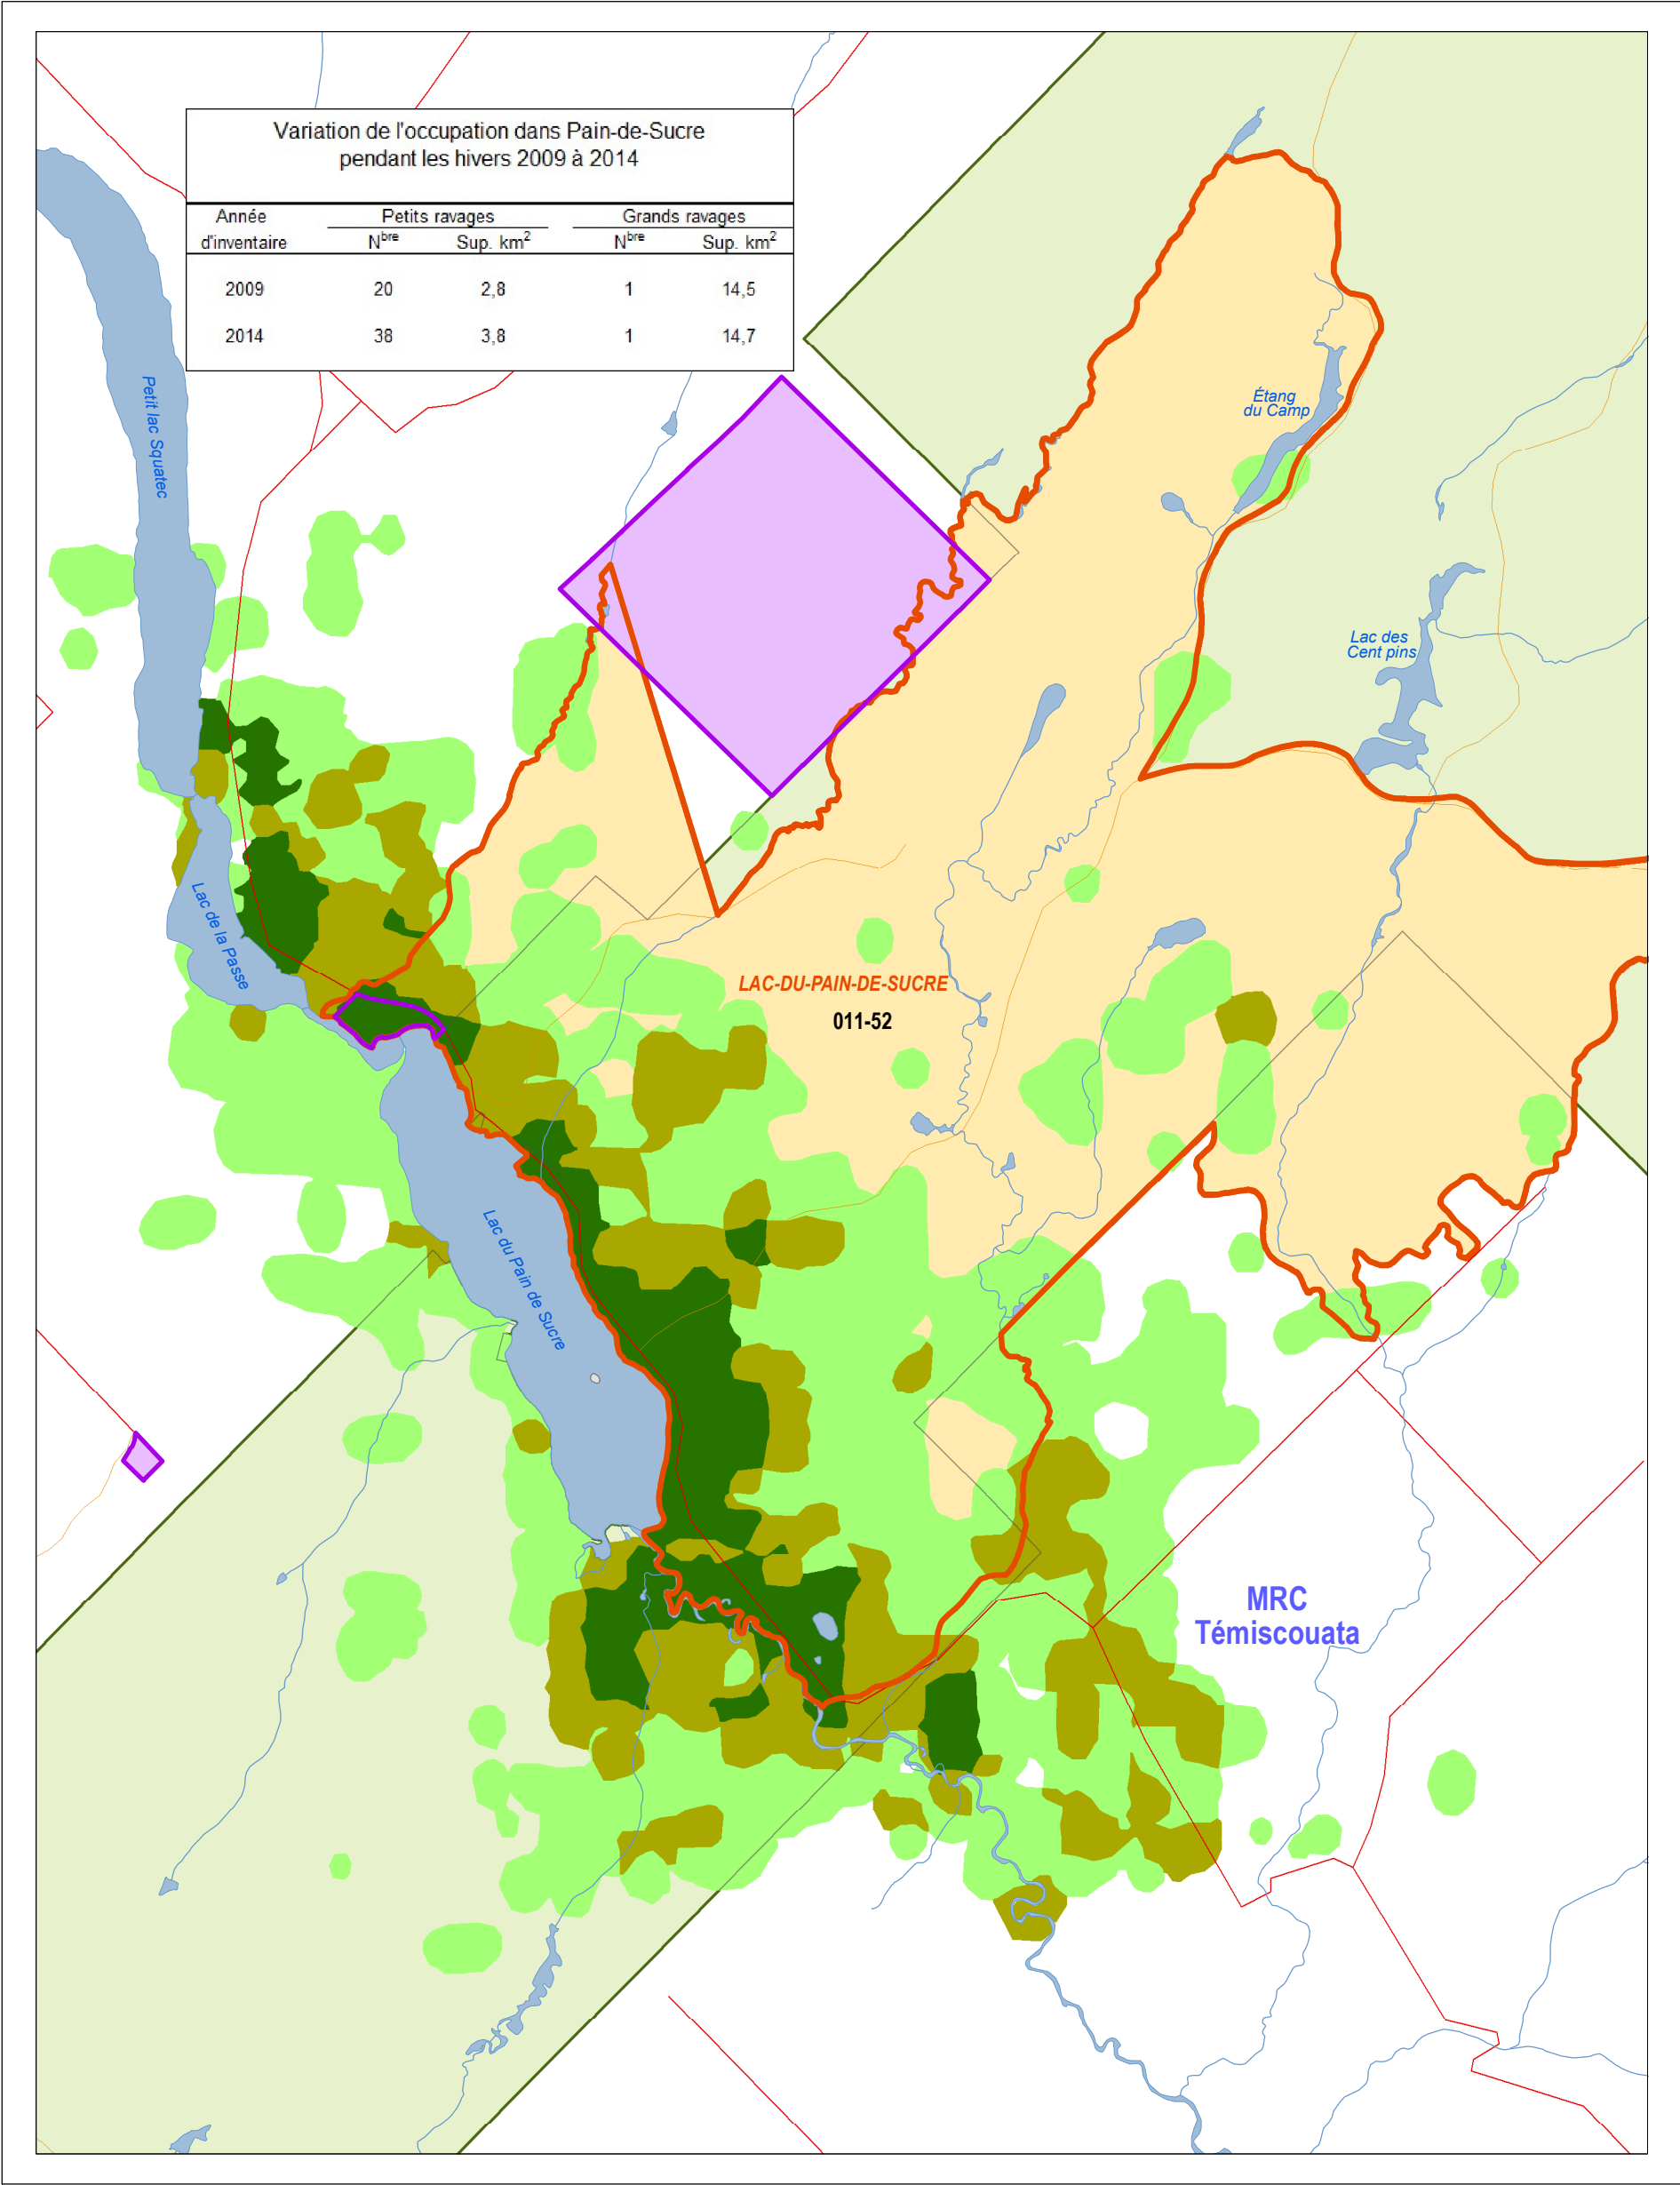 Variation de l'occupation dans Pain-de-Sucre
pendant les hivers 2009 à 2014
Année d'inventaire Petits ravages Grands ravages
Nbre Sup. km2 Nbre Sup. km2
2009 20 2,8 1 14,5
2014 38 3,8 1 14,7
Petit lac Squatec
Étang
du Camp
Lac des
Cent pins
Lac de la Passe
LAC-DU-PAIN-DE-SUCRE
011-52
Lac du Pain de Sucre
MRC
Témiscouata